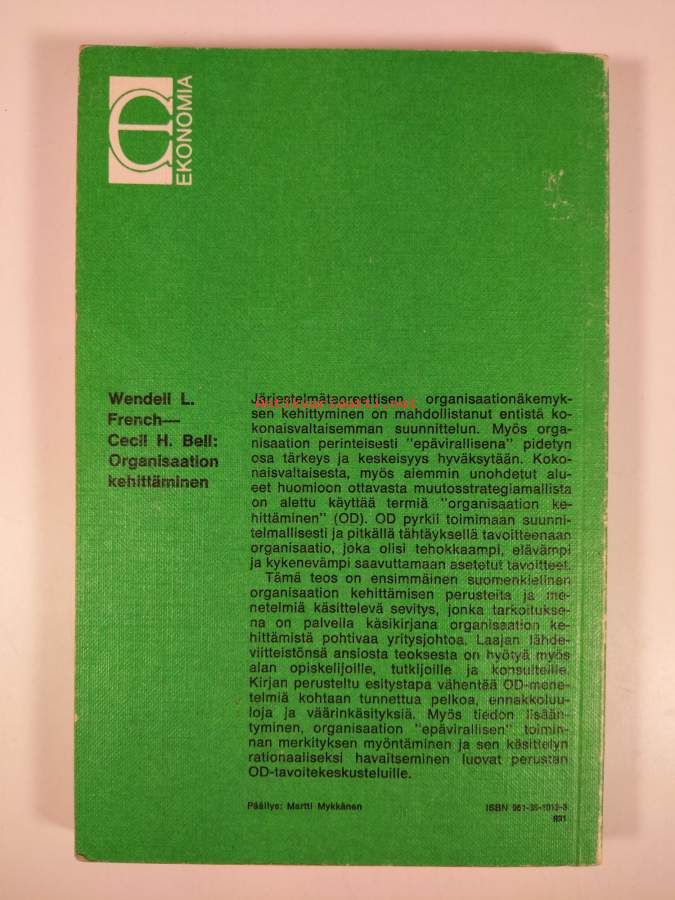 EKONOMIA
Wendell L.
French—
Cecil H. Bell:
Organisaation
kehittäminen
Järjestelmäteoreettisen organisaationäkemyk-
sen kehittyminen on mahdollistanut entistä ko-
konaisvaltaisemman suunnittelun. Myös orga-
nisaation perinteisesti "epävirallisena" pidetyn
osa tärkeys ja keskeisyys hyväksytään. Koko-
naisvaltaisesta, myös aiemmin unohdetut alu-
eet huomioon ottavasta muutosstrategiamallista
on alettu käyttää termiä "organisaation ke-
hittäminen" (OD). OD pyrkii toimimaan suunni-
telmallisesti ja pitkällä tähtäyksellä tavoitteenaan
organisaatio, joka olisi tehokkaampi, elävämpi
ja kykenevämpi saavuttamaan asetetut tavoitteet.
Tämä teos on ensimmäinen suomenkielinen
organisaation kehittämisen perusteita ja me-
netelmiä käsittelevä sevitys, jonka tarkoitukse-
na on palvella käsikirjana organisaation ke-
hittämistä pohtivaa yritysjohtoa. Laajan lähde-
viitteistönsä ansiosta teoksesta on hyötyä myös
alan opiskelijoille, tutkijoille ja konsulteille.
Kirjan perusteltu esitystapa vähentää OD-mene-
telmiä kohtaan tunnettua pelkoa, ennakkoluu-
loja ja väärinkäsityksiä. Myös tiedon lisään-
tyminen, organisaation "epävirallisen" toimin-
nan merkityksen myöntäminen ja sen käsittelyn
rationaaliseksi havaitseminen luovat perustan
OD-tavoitekeskusteluille.
Päällys: Martti Mykkänen
ISBN 951-35-1012-3